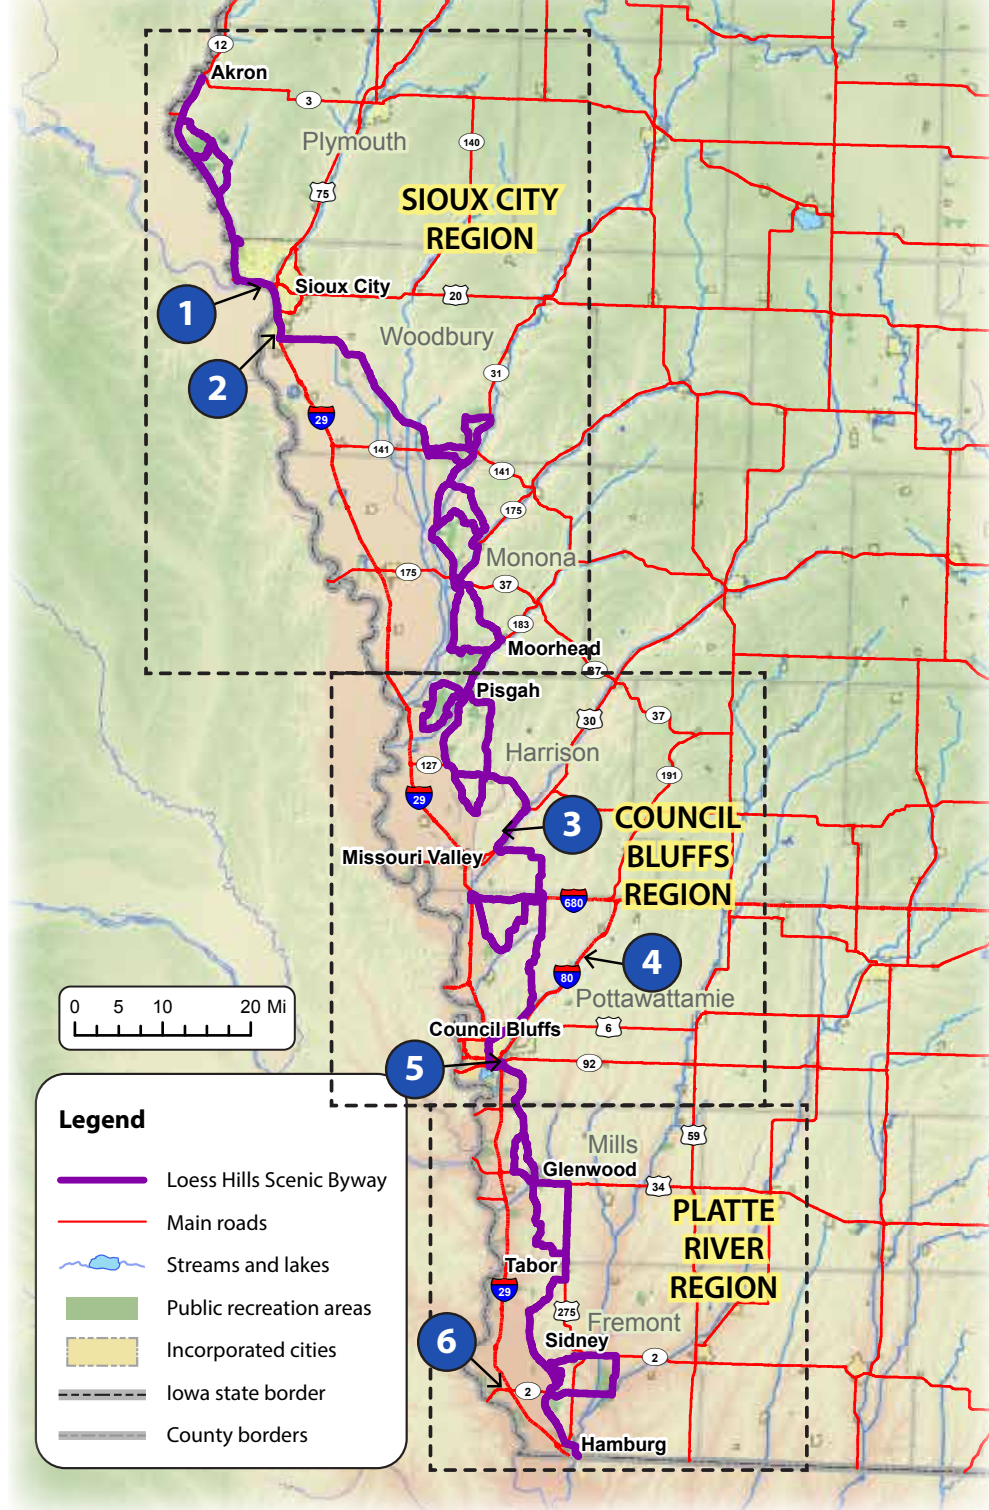 12
Akron
3
Plymouth
140
75
SIOUX CITY
REGION
Sioux City
20
1
Woodbury
2
31
29
141
141
175
Monona
175
37
183
Moorhead
37
Pisgah
30
37
Harrison
127
191
29
3
COUNCIL
BLUFFS
REGION
Missouri Valley
680
4
80
Pottawattamie
0 5 10 20 Mi
Council Bluffs
6
5
92
Legend
Loess Hills Scenic Byway
Main roads
Streams and lakes
Public recreation areas
Incorporated cities
Iowa state border
County borders
59
Mills
Glenwood
34
PLATTE
RIVER
REGION
Tabor
29
275
Fremont
6
Sidney
2
2
Hamburg